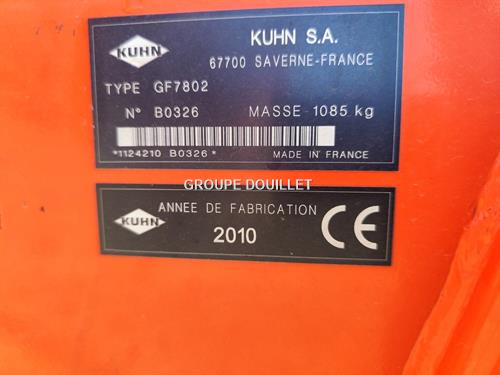 KUHN
KUHN S.A.
67700 SAVERNE-FRANCE
TYPE GF7802
N° B0326 MASSE 1085 kg
*1124210 B0326* MADE IN FRANCE
GROUPE DOUILLET
KUHN
ANNEE DE FABRICATION
2010 CE